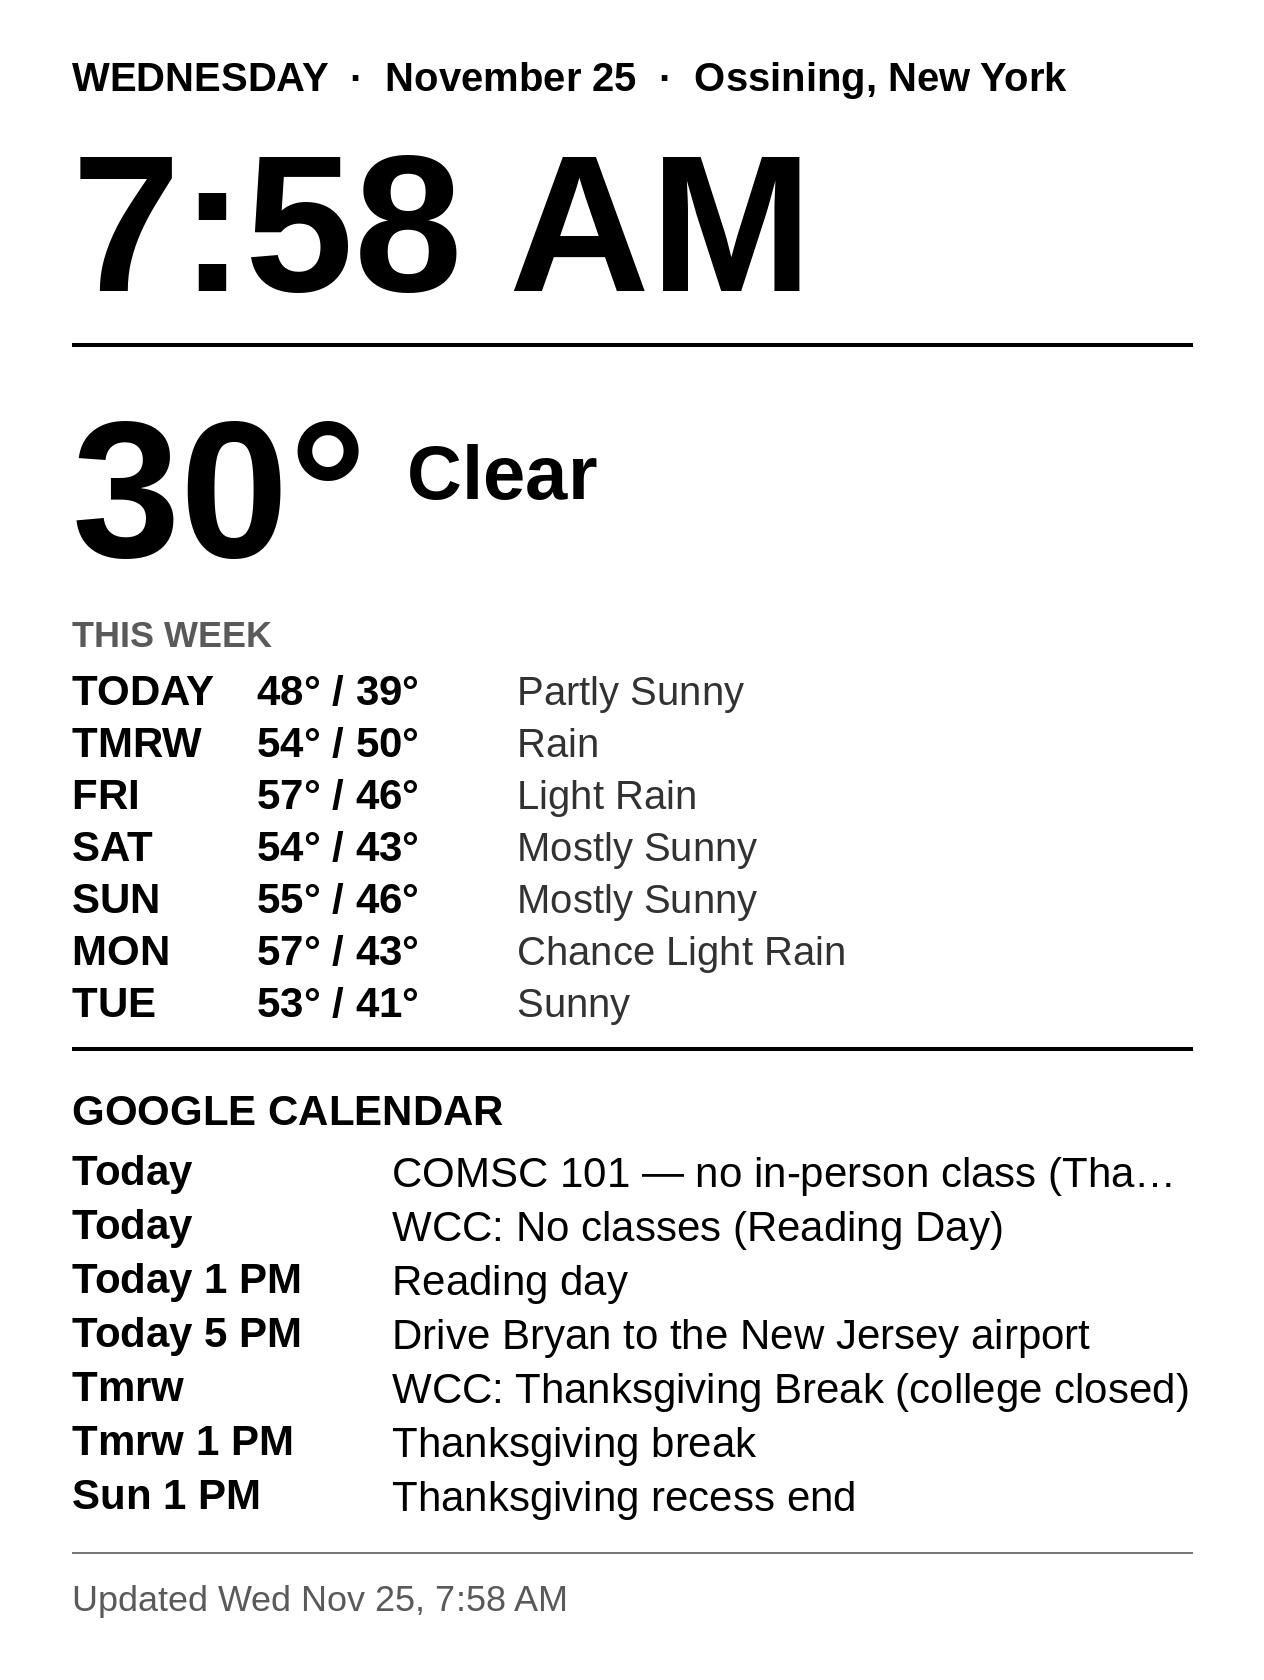 WEDNESDAY · November 25 · Ossining, New York
7:58 AM
30° Clear
THIS WEEK
TODAY 48° / 39° Partly Sunny
TMRW 54° / 50° Rain
FRI 57° / 46° Light Rain
SAT 54° / 43° Mostly Sunny
SUN 55° / 46° Mostly Sunny
MON 57° / 43° Chance Light Rain
TUE 53° / 41° Sunny
GOOGLE CALENDAR
Today COMSC 101 — no in-person class (Tha…
Today WCC: No classes (Reading Day)
Today 1 PM Reading day
Today 5 PM Drive Bryan to the New Jersey airport
Tmrw WCC: Thanksgiving Break (college closed)
Tmrw 1 PM Thanksgiving break
Sun 1 PM Thanksgiving recess end
Updated Wed Nov 25, 7:58 AM